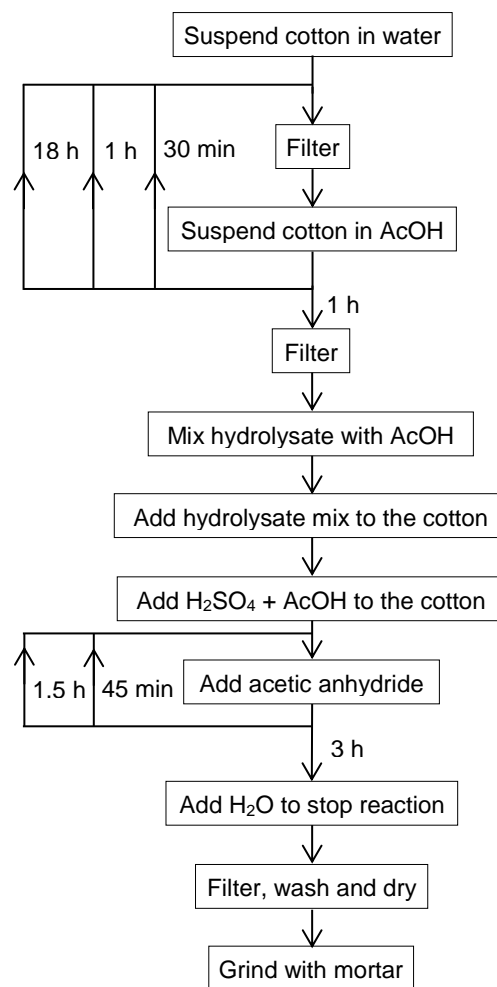 Suspend cotton in water
18 h 1 h 30 min
Filter
Suspend cotton in AcOH
1 h
Filter
Mix hydrolysate with AcOH
Add hydrolysate mix to the cotton
Add H₂SO₄ + AcOH to the cotton
1.5 h 45 min
Add acetic anhydride
3 h
Add H₂O to stop reaction
Filter, wash and dry
Grind with mortar